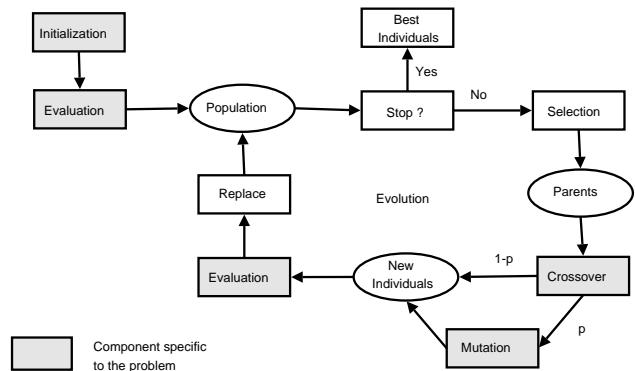 Initialization
Best
Individuals
Yes
Evaluation
Population
Stop ?
No
Selection
Replace
Evolution
Parents
Evaluation
New
Individuals
1-p
Crossover
p
Mutation
Component specific
to the problem